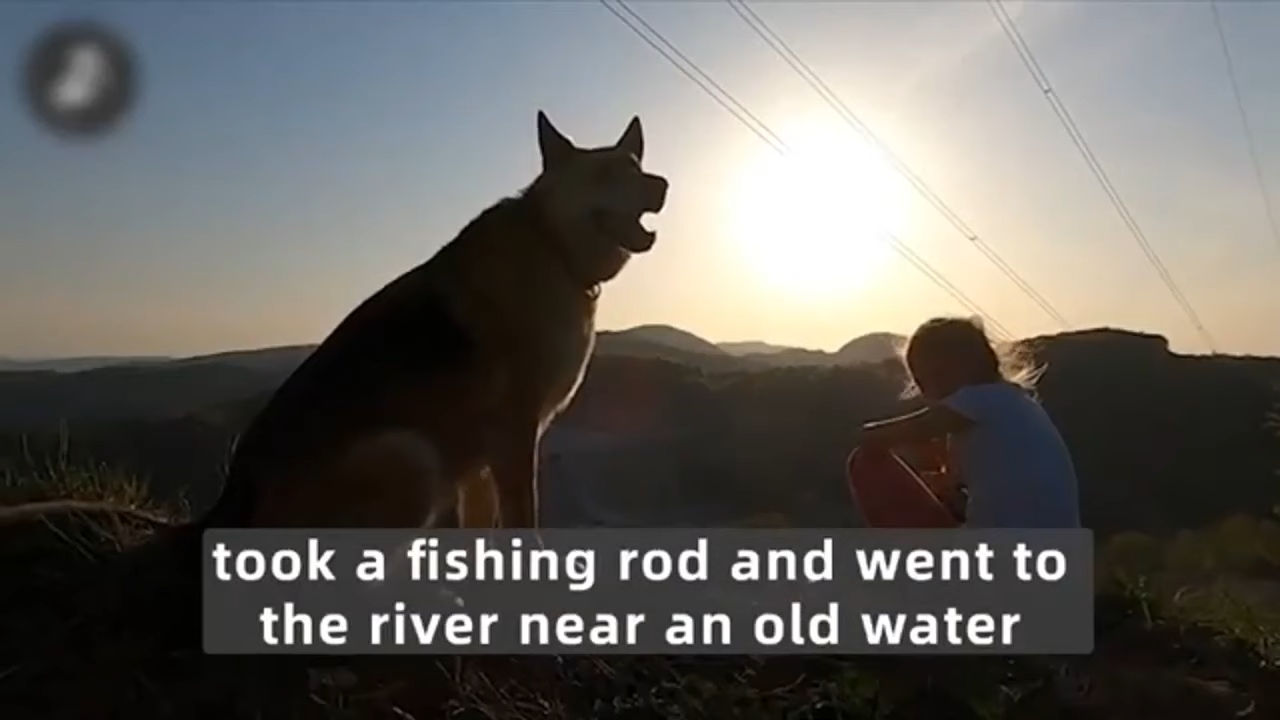 took a fishing rod and went to
the river near an old water